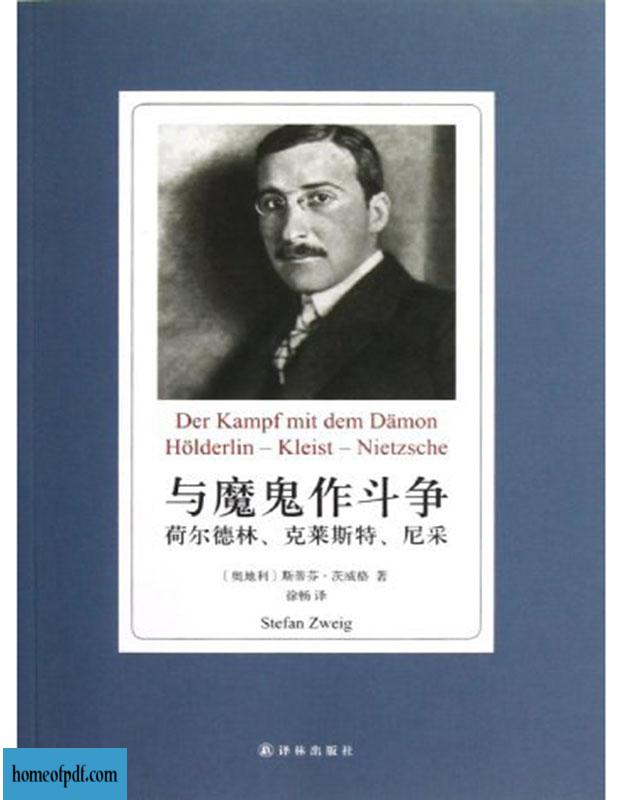 Der Kampf mit dem Dämon
Hölderlin – Kleist – Nietzsche
与魔鬼作斗争
荷尔德林、克莱斯特、尼采
〔奥地利〕斯蒂芬·茨威格 著
徐畅 译
Stefan Zweig
译林出版社
homeofpdf.com